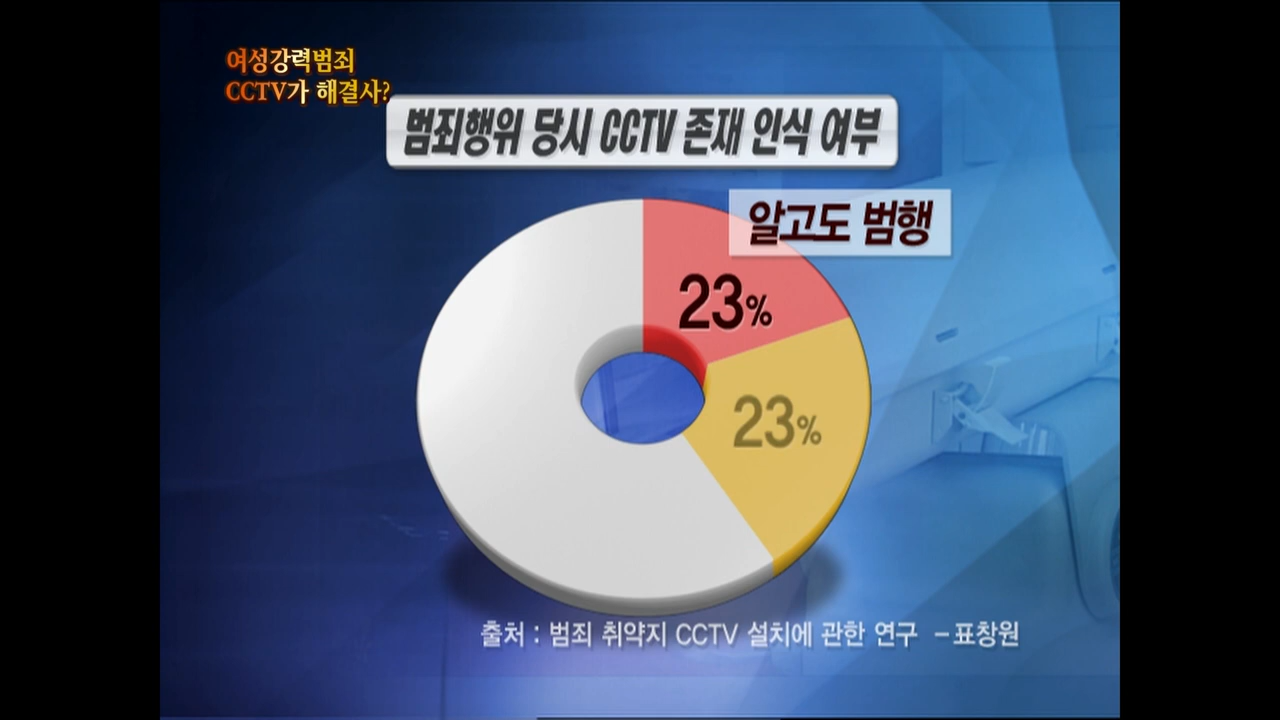 여성강력범죄
CCTV가 해결사?
범죄행위 당시 CCTV 존재 인식 여부
알고도 범행
23%
23%
출처 : 범죄 취약지 CCTV 설치에 관한 연구 - 표창원